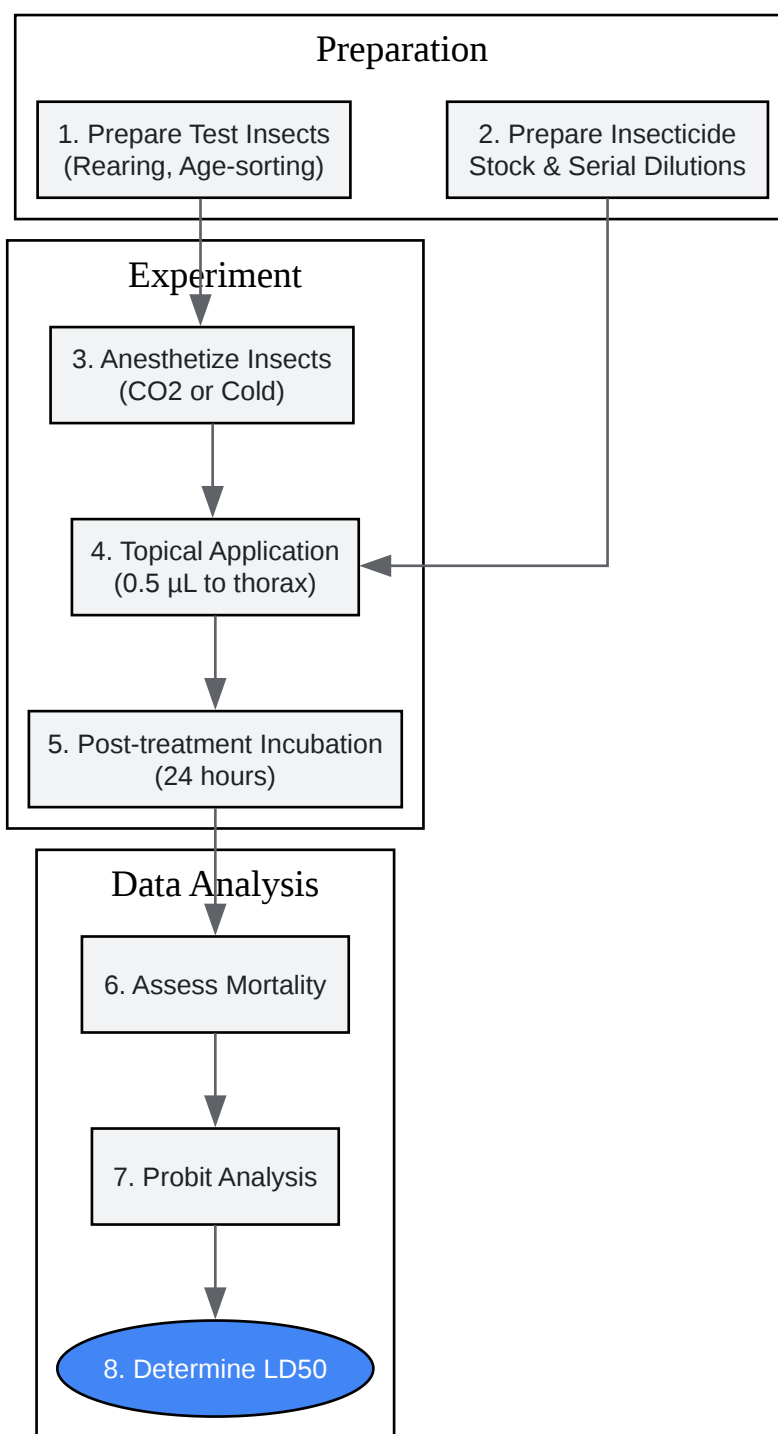 Preparation
1. Prepare Test Insects
(Rearing, Age-sorting)
2. Prepare Insecticide
Stock & Serial Dilutions
Experiment
3. Anesthetize Insects
(CO2 or Cold)
4. Topical Application
(0.5 µL to thorax)
5. Post-treatment Incubation
(24 hours)
Data Analysis
6. Assess Mortality
7. Probit Analysis
8. Determine LD50